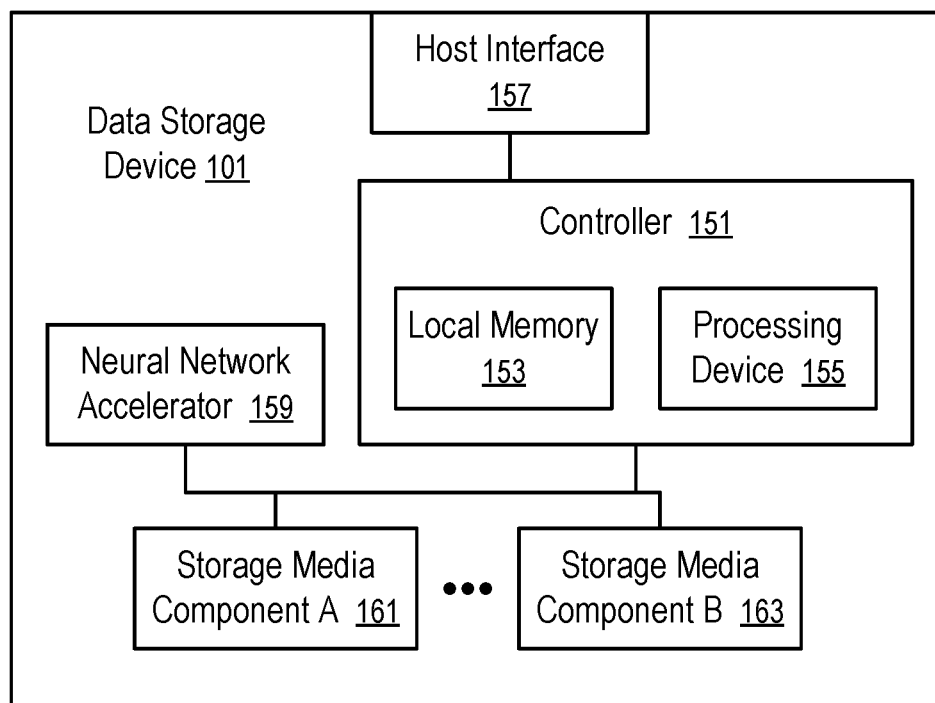 Host Interface
157
Data Storage
Device 101
Controller 151
Local Memory
153
Processing
Device 155
Neural Network
Accelerator 159
Storage Media
Component A 161
•••
Storage Media
Component B 163